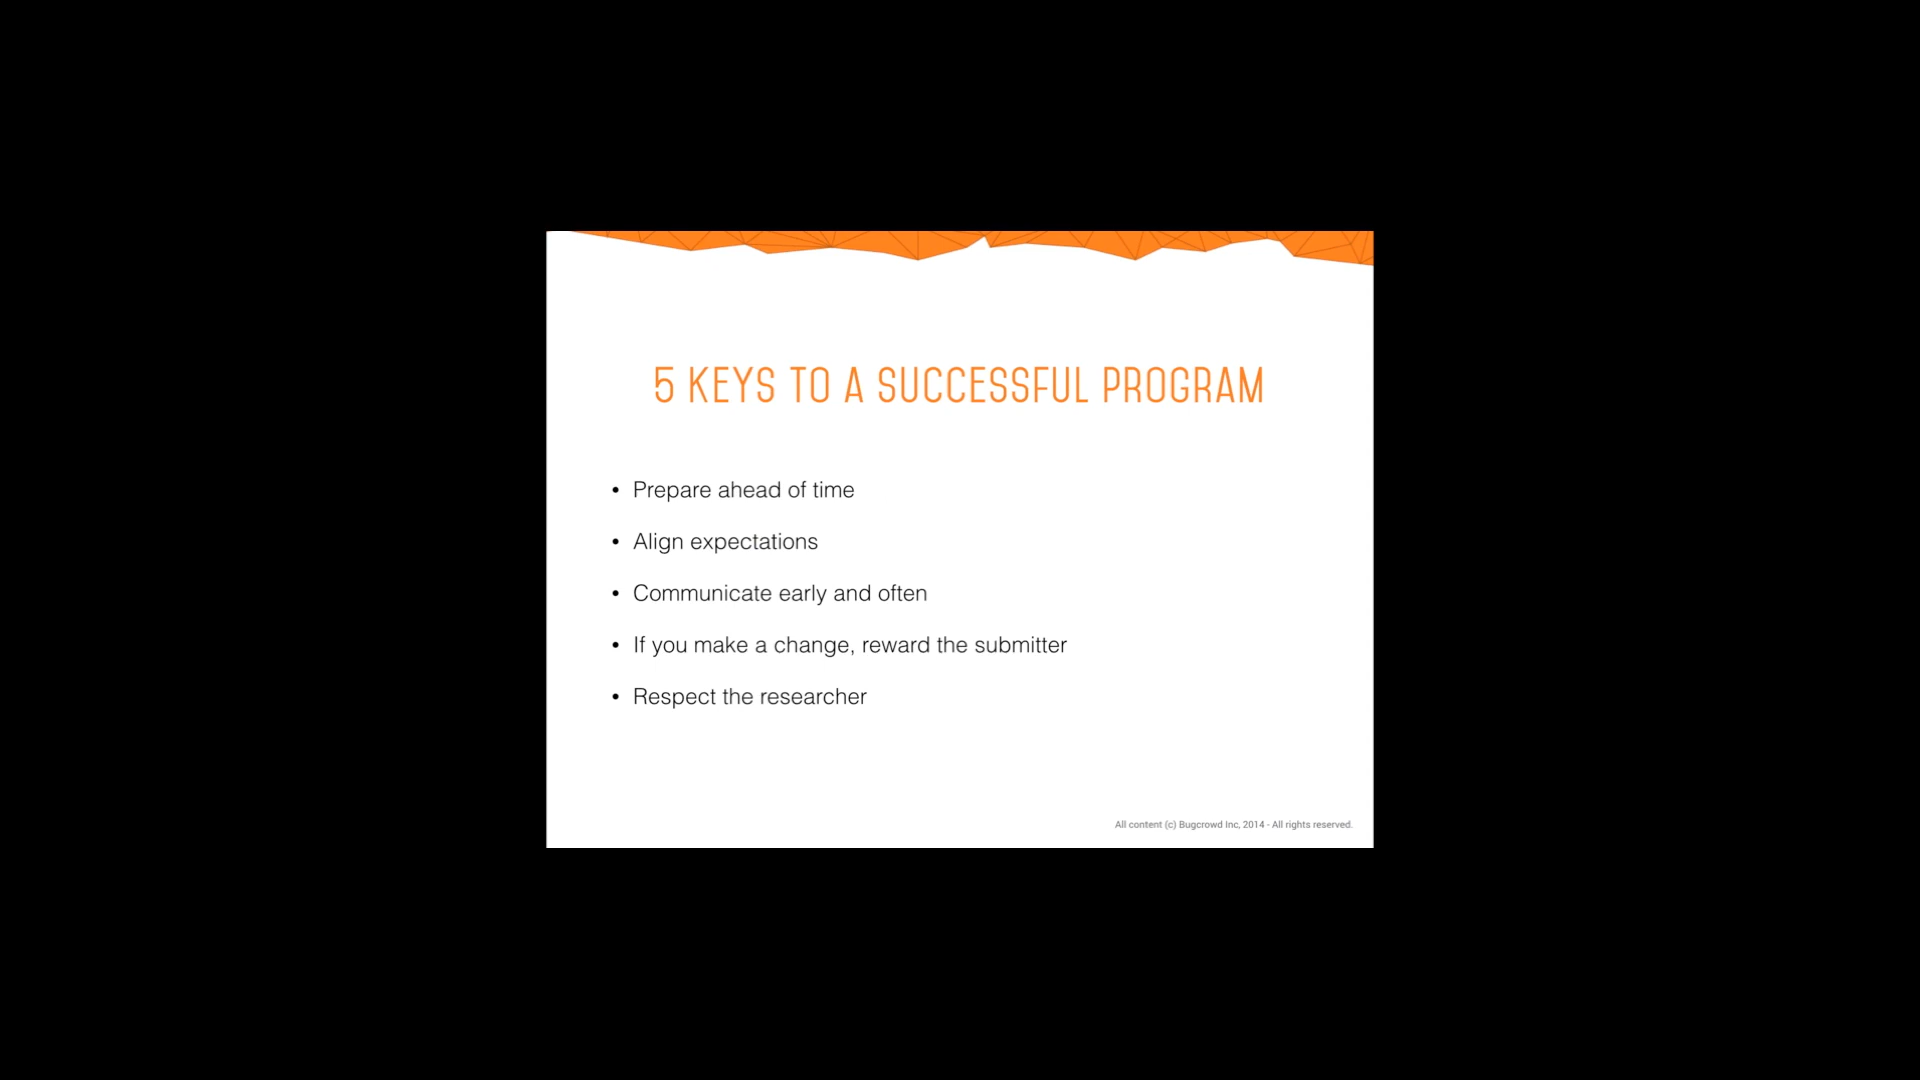 5 KEYS TO A SUCCESSFUL PROGRAM
• Prepare ahead of time
• Align expectations
• Communicate early and often
• If you make a change, reward the submitter
• Respect the researcher
All content (c) Bugcrowd Inc, 2014 - All rights reserved.